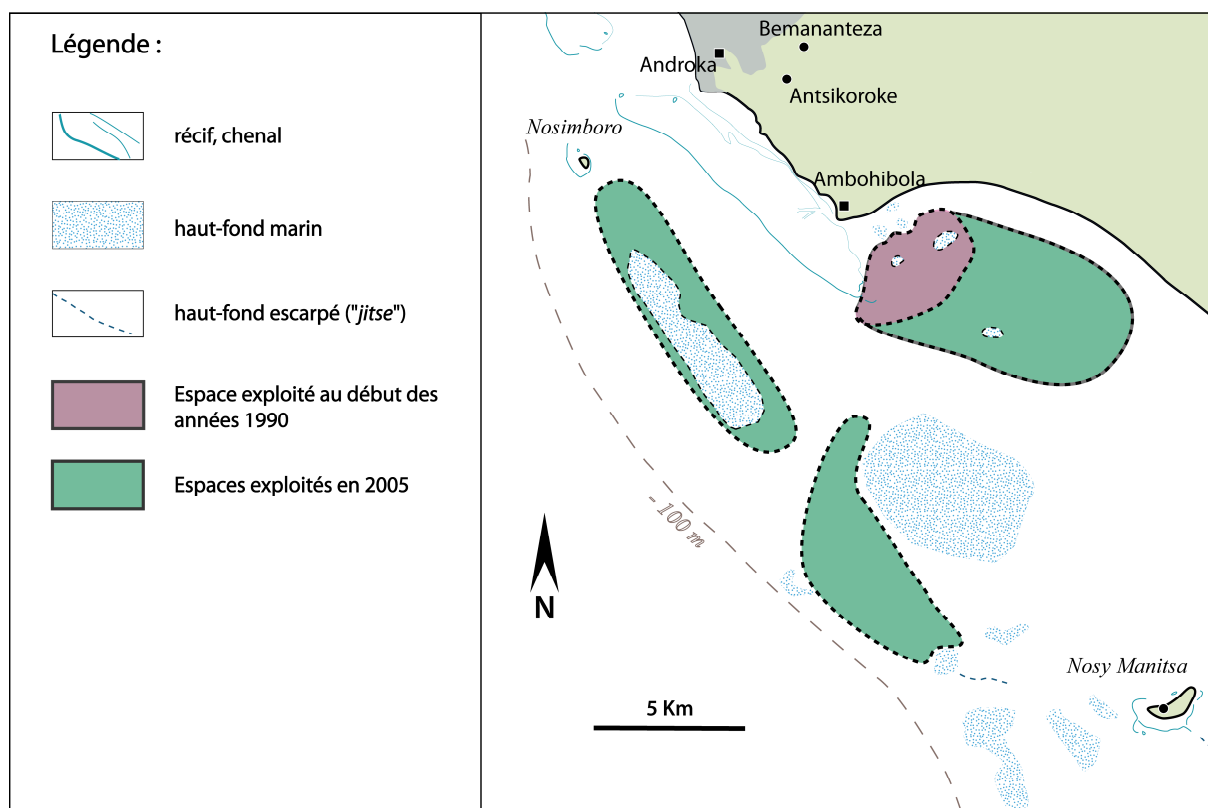 Légende :
récif, chenal
haut-fond marin
haut-fond escarpé ("jitse")
Espace exploité au début des
années 1990
Espaces exploités en 2005
Bemananteza
Androka
Antsikoroke
Nosimboro
Ambohibola
- 100 m
N
Nosy Manitsa
5 Km